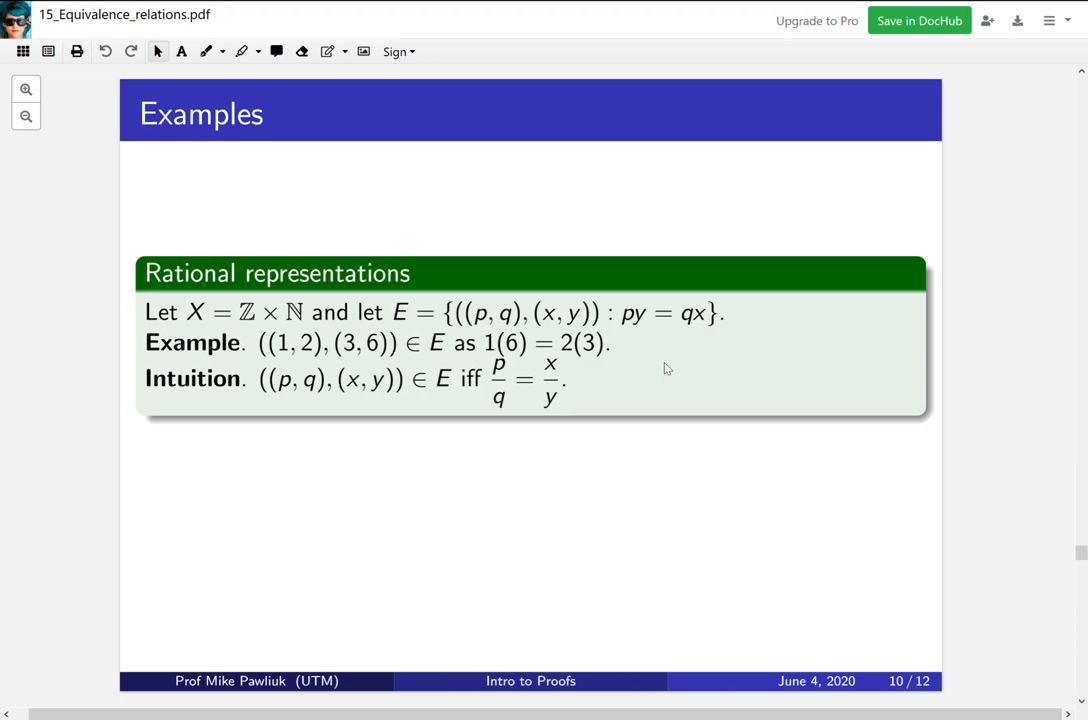 15_Equivalence_relations.pdf
Upgrade to Pro
Save in DocHub
A
Sign
Examples
Rational representations
Let X = ℤ × ℕ and let E = {((p, q), (x, y)) : py = qx}.
Example. ((1, 2), (3, 6)) ∈ E as 1(6) = 2(3).
Intuition. ((p, q), (x, y)) ∈ E iff p/q = x/y.
Prof Mike Pawliuk (UTM)
Intro to Proofs
June 4, 2020
10 / 12